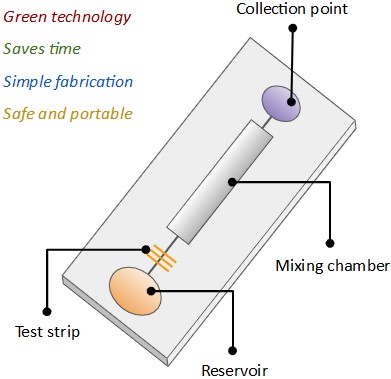 Green technology
Collection point
Saves time
Simple fabrication
Safe and portable
Mixing chamber
Test strip
Reservoir